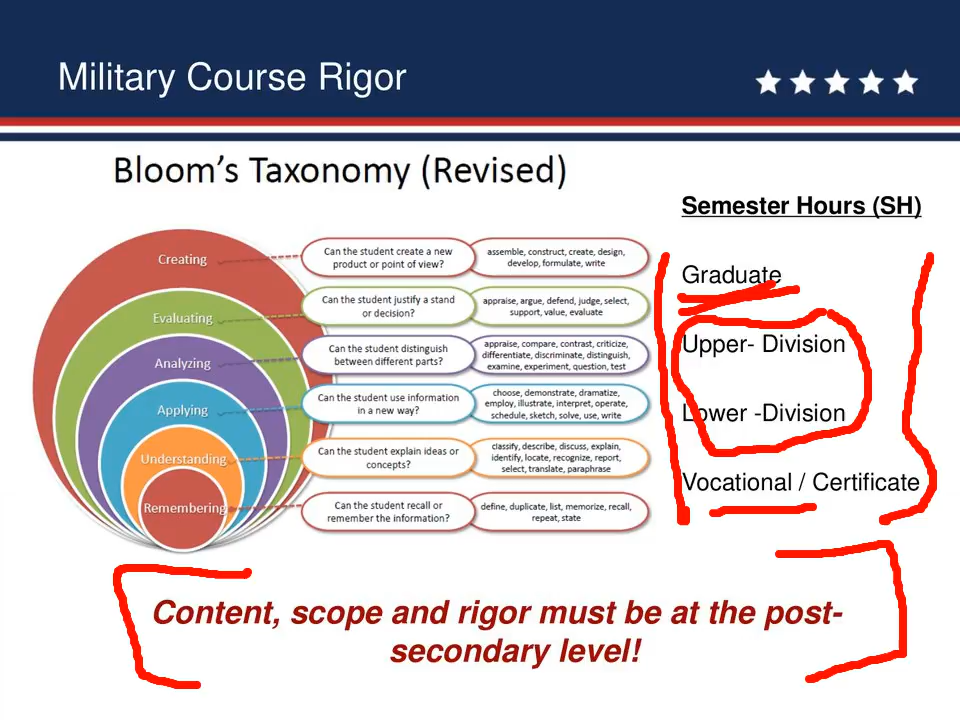 Military Course Rigor
Bloom's Taxonomy (Revised)
Semester Hours (SH)
Creating
Can the student create a new
product or point of view?
assemble, construct, create, design,
develop, formulate, write
Graduate
Evaluating
Can the student justify a stand
or decision?
appraise, argue, defend, judge, select,
support, value, evaluate
Upper- Division
Analyzing
Can the student distinguish
between different parts?
appraise, compare, contrast, criticize,
differentiate, discriminate, distinguish,
examine, experiment, question, test
Applying
Can the student use information
in a new way?
choose, demonstrate, dramatize,
employ, illustrate, interpret, operate,
schedule, sketch, solve, use, write
Lower -Division
Understanding
Can the student explain ideas or
concepts?
classify, describe, discuss, explain,
identify, locate, recognize, report,
select, translate, paraphrase
Vocational / Certificate
Remembering
Can the student recall or
remember the information?
define, duplicate, list, memorize, recall,
repeat, state
Content, scope and rigor must be at the post-
secondary level!